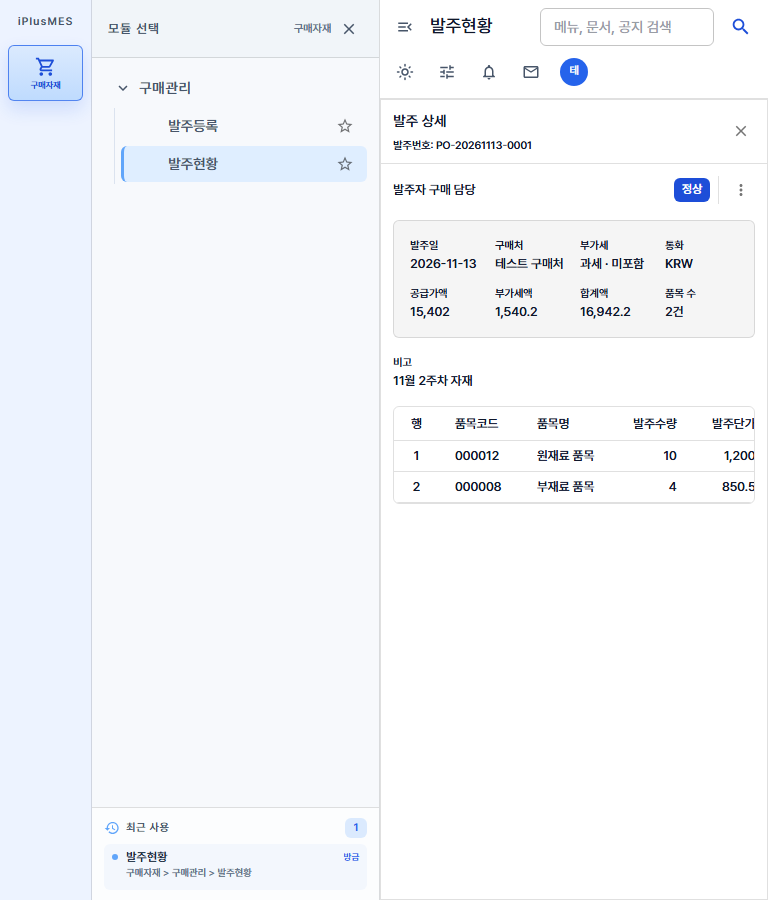 iPlusMES
구매자재
모듈 선택
구매자재
구매관리
발주등록
발주현황
최근 사용
1
발주현황
방금
구매자재 > 구매관리 > 발주현황
발주현황
메뉴, 문서, 공지 검색
테
발주 상세
발주번호: PO-20261113-0001
발주자 구매 담당
정상
발주일 구매처 부가세 통화
2026-11-13 테스트 구매처 과세 · 미포함 KRW
공급가액 부가세액 합계액 품목 수
15,402 1,540.2 16,942.2 2건
비고
11월 2주차 자재
행 품목코드 품목명 발주수량 발주단가
1 000012 원재료 품목 10 1,200
2 000008 부재료 품목 4 850.5